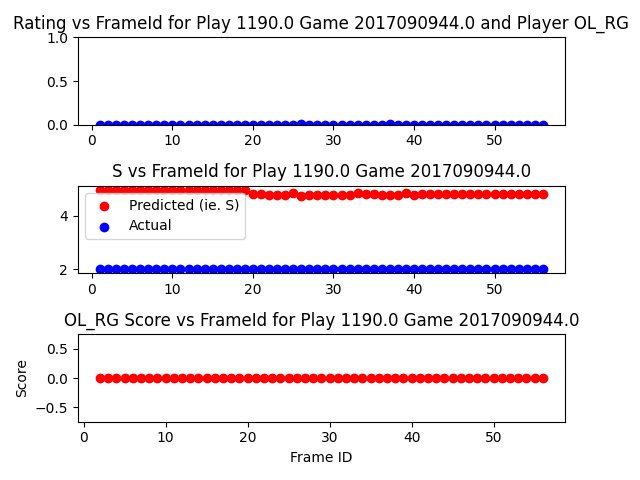 Rating vs FrameId for Play 1190.0 Game 2017090944.0 and Player OL_RG
1.0
0.5
0.0
0 10 20 30 40 50
S vs FrameId for Play 1190.0 Game 2017090944.0
4
2
Predicted (ie. S)
Actual
0 10 20 30 40 50
OL_RG Score vs FrameId for Play 1190.0 Game 2017090944.0
Score
0.5
0.0
−0.5
0 10 20 30 40 50
Frame ID